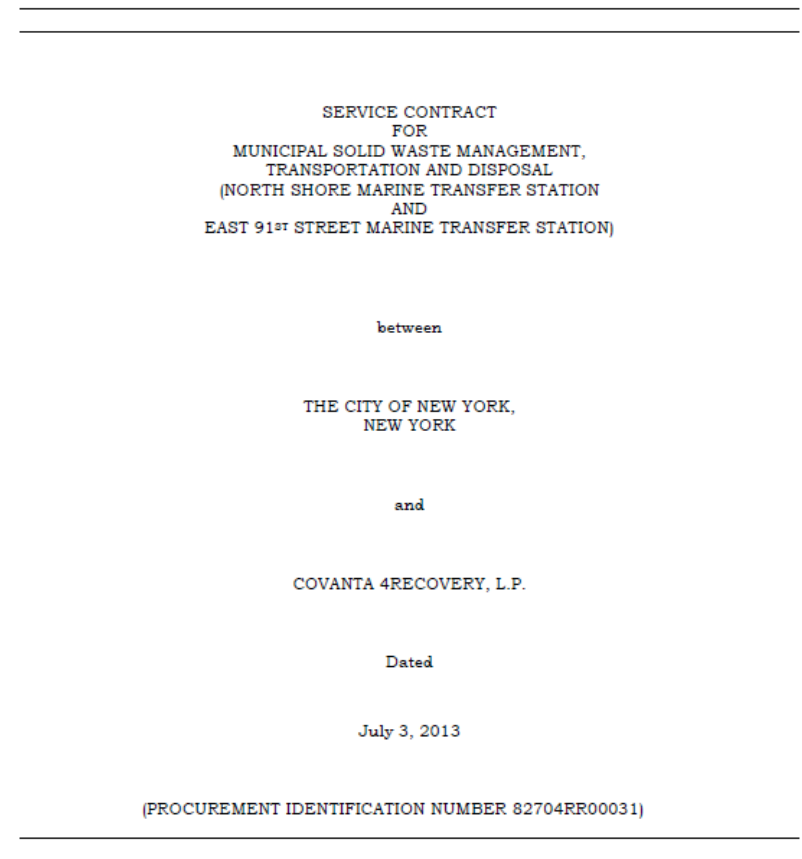 SERVICE CONTRACT
FOR
MUNICIPAL SOLID WASTE MANAGEMENT,
TRANSPORTATION AND DISPOSAL
(NORTH SHORE MARINE TRANSFER STATION
AND
EAST 91ST STREET MARINE TRANSFER STATION)
between
THE CITY OF NEW YORK,
NEW YORK
and
COVANTA 4RECOVERY, L.P.
Dated
July 3, 2013
(PROCUREMENT IDENTIFICATION NUMBER 82704RR00031)